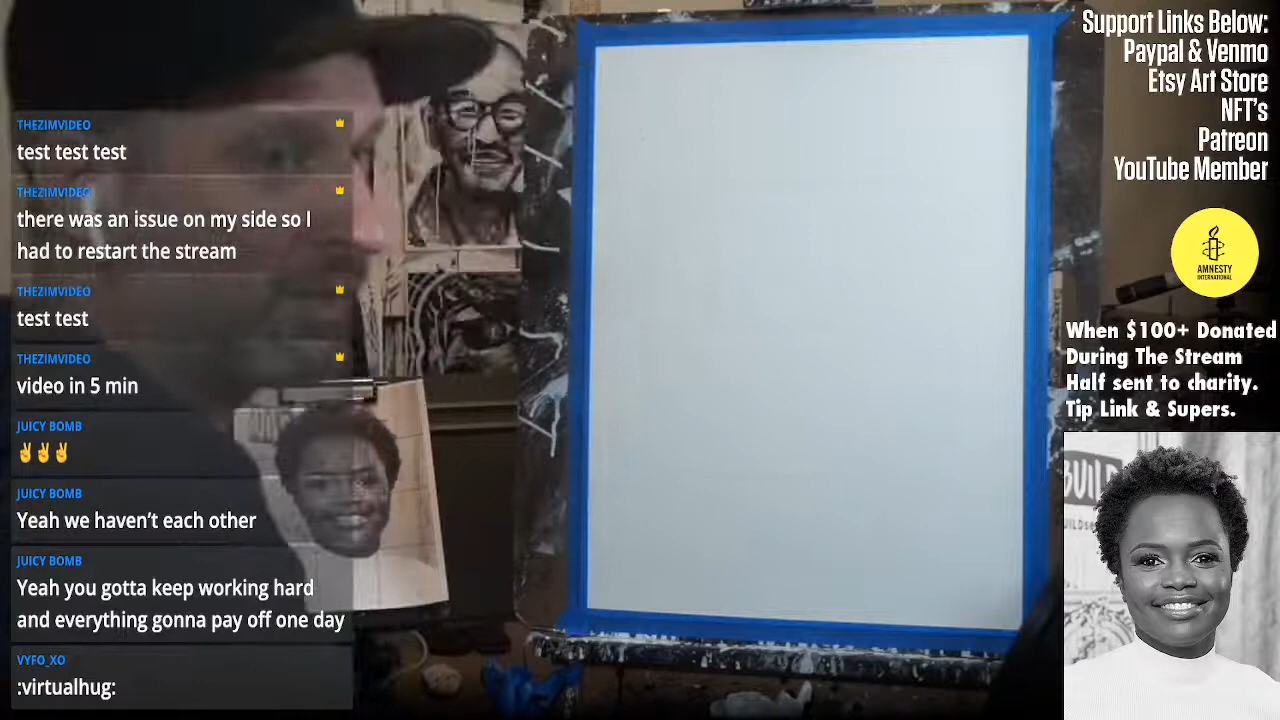 THEZIMVIDEO
test test test
THEZIMVIDEO
there was an issue on my side so I
had to restart the stream
THEZIMVIDEO
test test
THEZIMVIDEO
video in 5 min
JUICY BOMB
✌✌✌
JUICY BOMB
Yeah we haven't each other
JUICY BOMB
Yeah you gotta keep working hard
and everything gonna pay off one day
VYFO_XO
:virtualhug:
Support Links Below:
Paypal & Venmo
Etsy Art Store
NFT's
Patreon
YouTube Member
AMNESTY
INTERNATIONAL
When $100+ Donated
During The Stream
Half sent to charity.
Tip Link & Supers.
BUILD